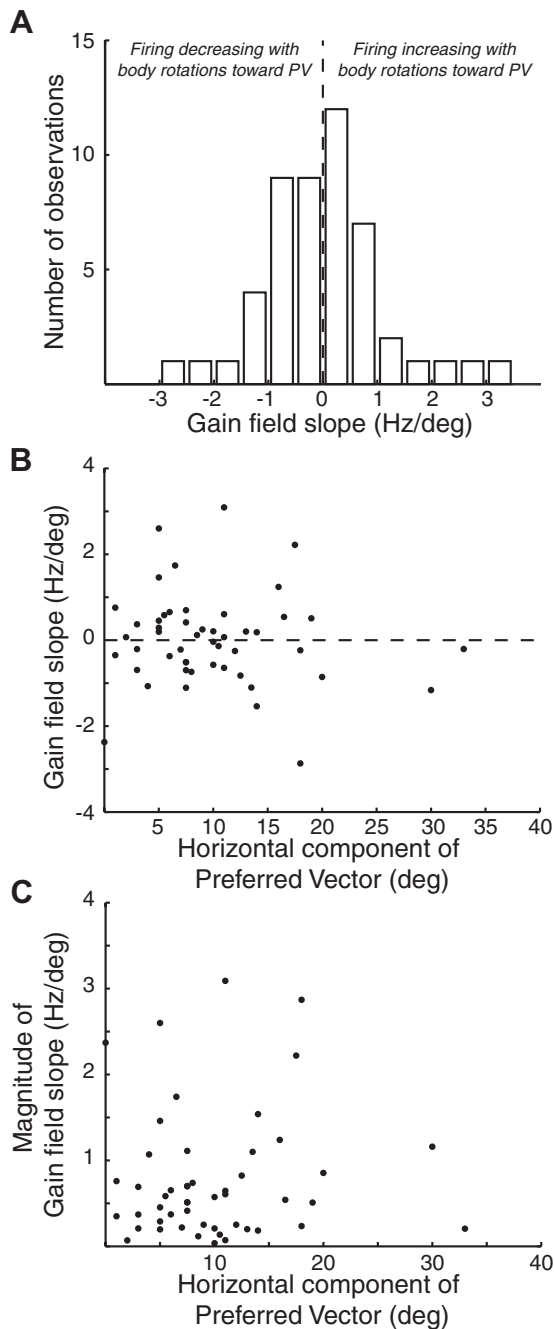 A
Firing decreasing with
body rotations toward PV
Firing increasing with
body rotations toward PV
15
10
5
Number of observations
-3 -2 -1 0 1 2 3
Gain field slope (Hz/deg)
B
4
2
0
-2
-4
Gain field slope (Hz/deg)
5 10 15 20 25 30 35 40
Horizontal component of
Preferred Vector (deg)
C
4
3
2
1
Magnitude of
Gain field slope (Hz/deg)
10 20 30 40
Horizontal component of
Preferred Vector (deg)